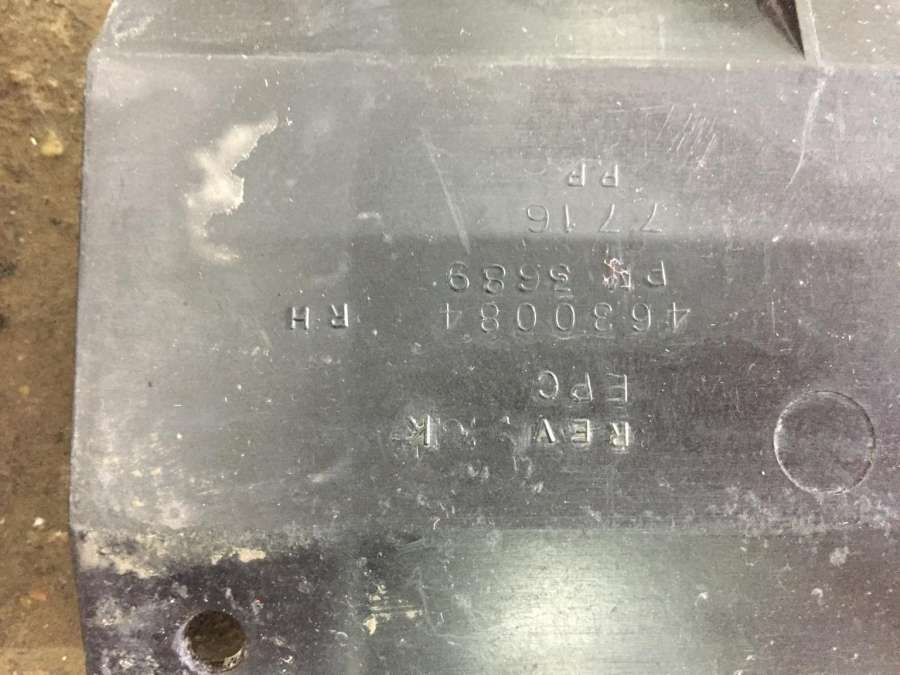 REV K
EPC
4630084 RH
3689
7716
PP